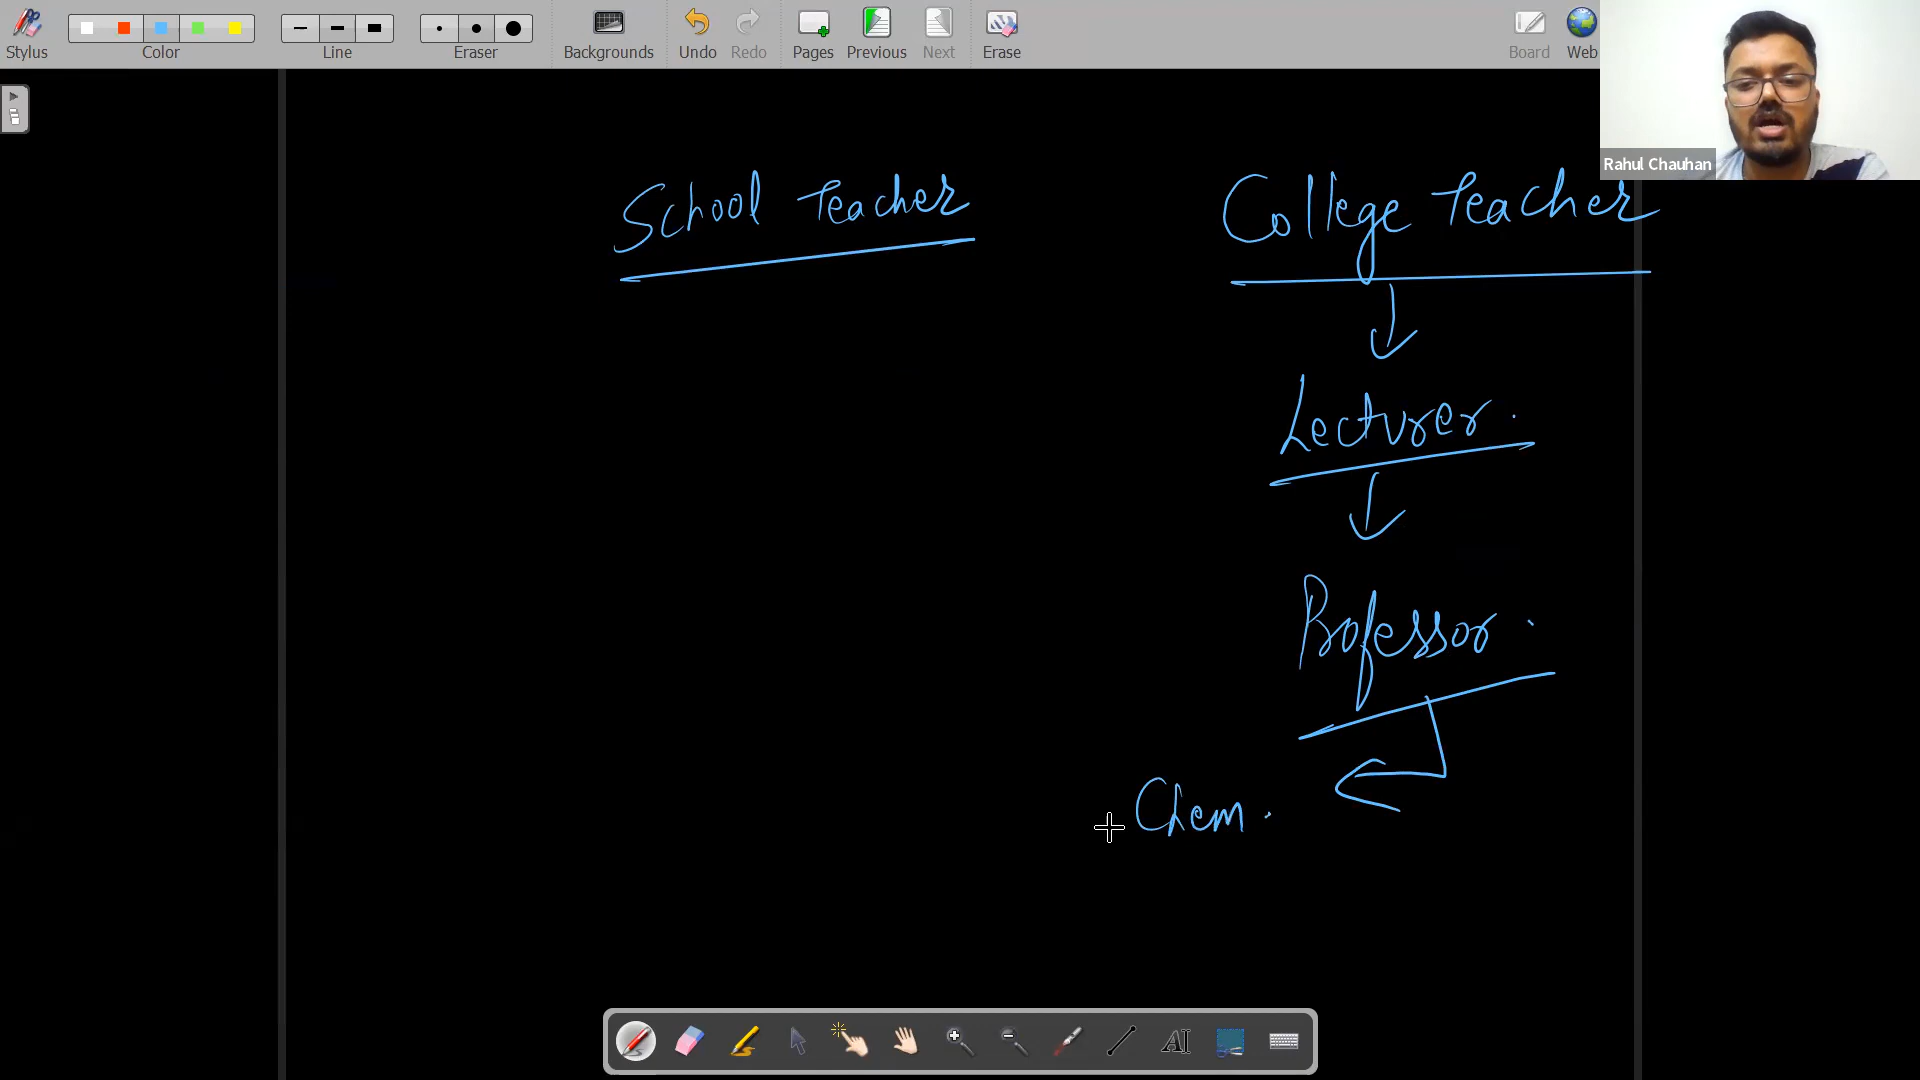 Stylus
Color
Line
Eraser
Backgrounds
Undo
Redo
Pages
Previous
Next
Erase
Board
Web
Rahul Chauhan
School Teacher
College Teacher
Lecturer.
Professor.
Chem.
AI